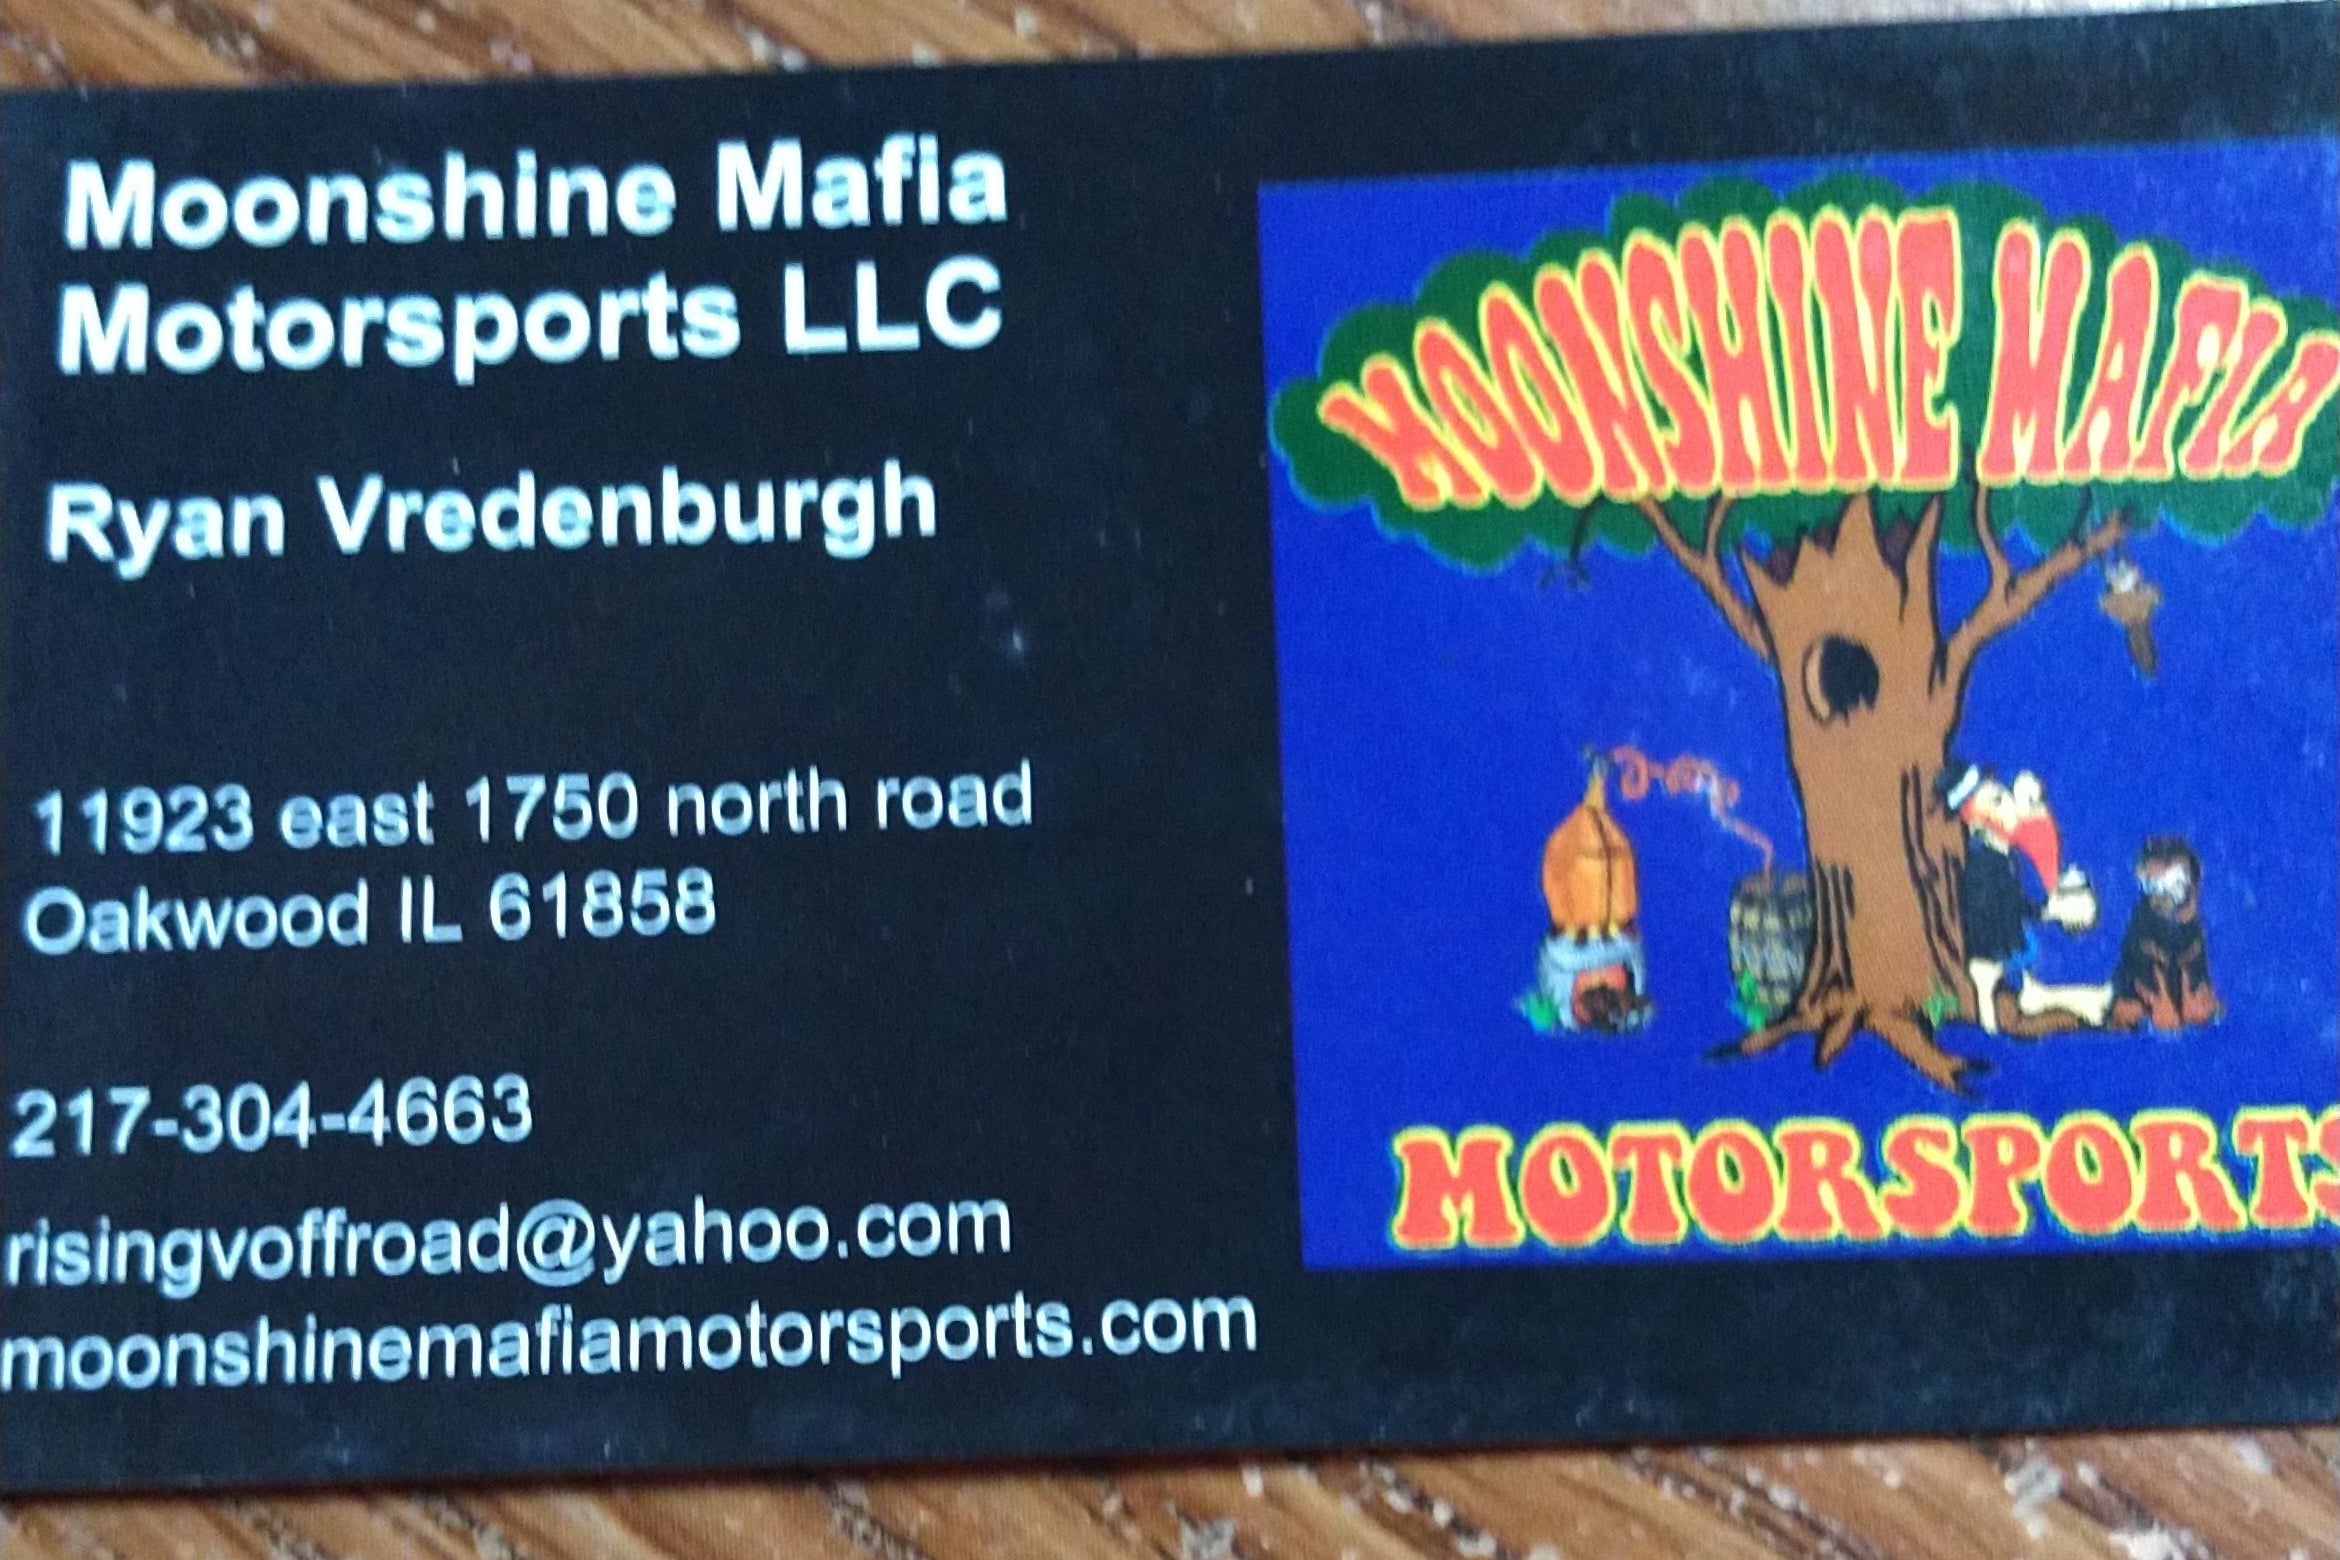 Moonshine Mafia
Motorsports LLC
Ryan Vredenburgh
11923 east 1750 north road
Oakwood IL 61858
217-304-4663
risingvoffroad@yahoo.com
moonshinemafiamotorsports.com
MOONSHINE MAFIA
MOTORSPORTS